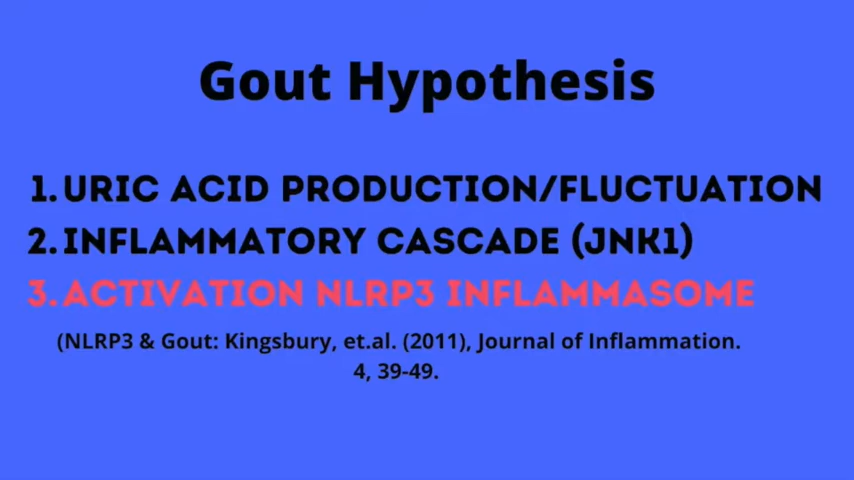 Gout Hypothesis
1. URIC ACID PRODUCTION/FLUCTUATION
2. INFLAMMATORY CASCADE (JNK1)
3. ACTIVATION NLRP3 INFLAMMASOME
(NLRP3 & Gout: Kingsbury, et.al. (2011), Journal of Inflammation.
4, 39-49.